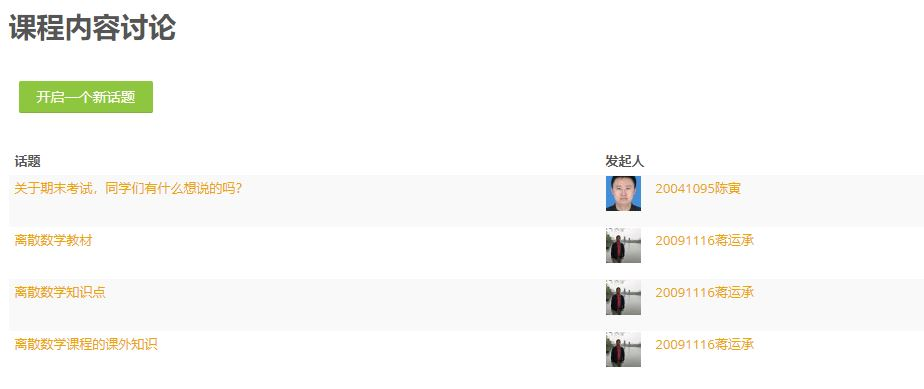 课程内容讨论
开启一个新话题
话题 发起人
关于期末考试，同学们有什么想说的吗？ 20041095陈寅
离散数学教材 20091116蒋运承
离散数学知识点 20091116蒋运承
离散数学课程的课外知识 20091116蒋运承